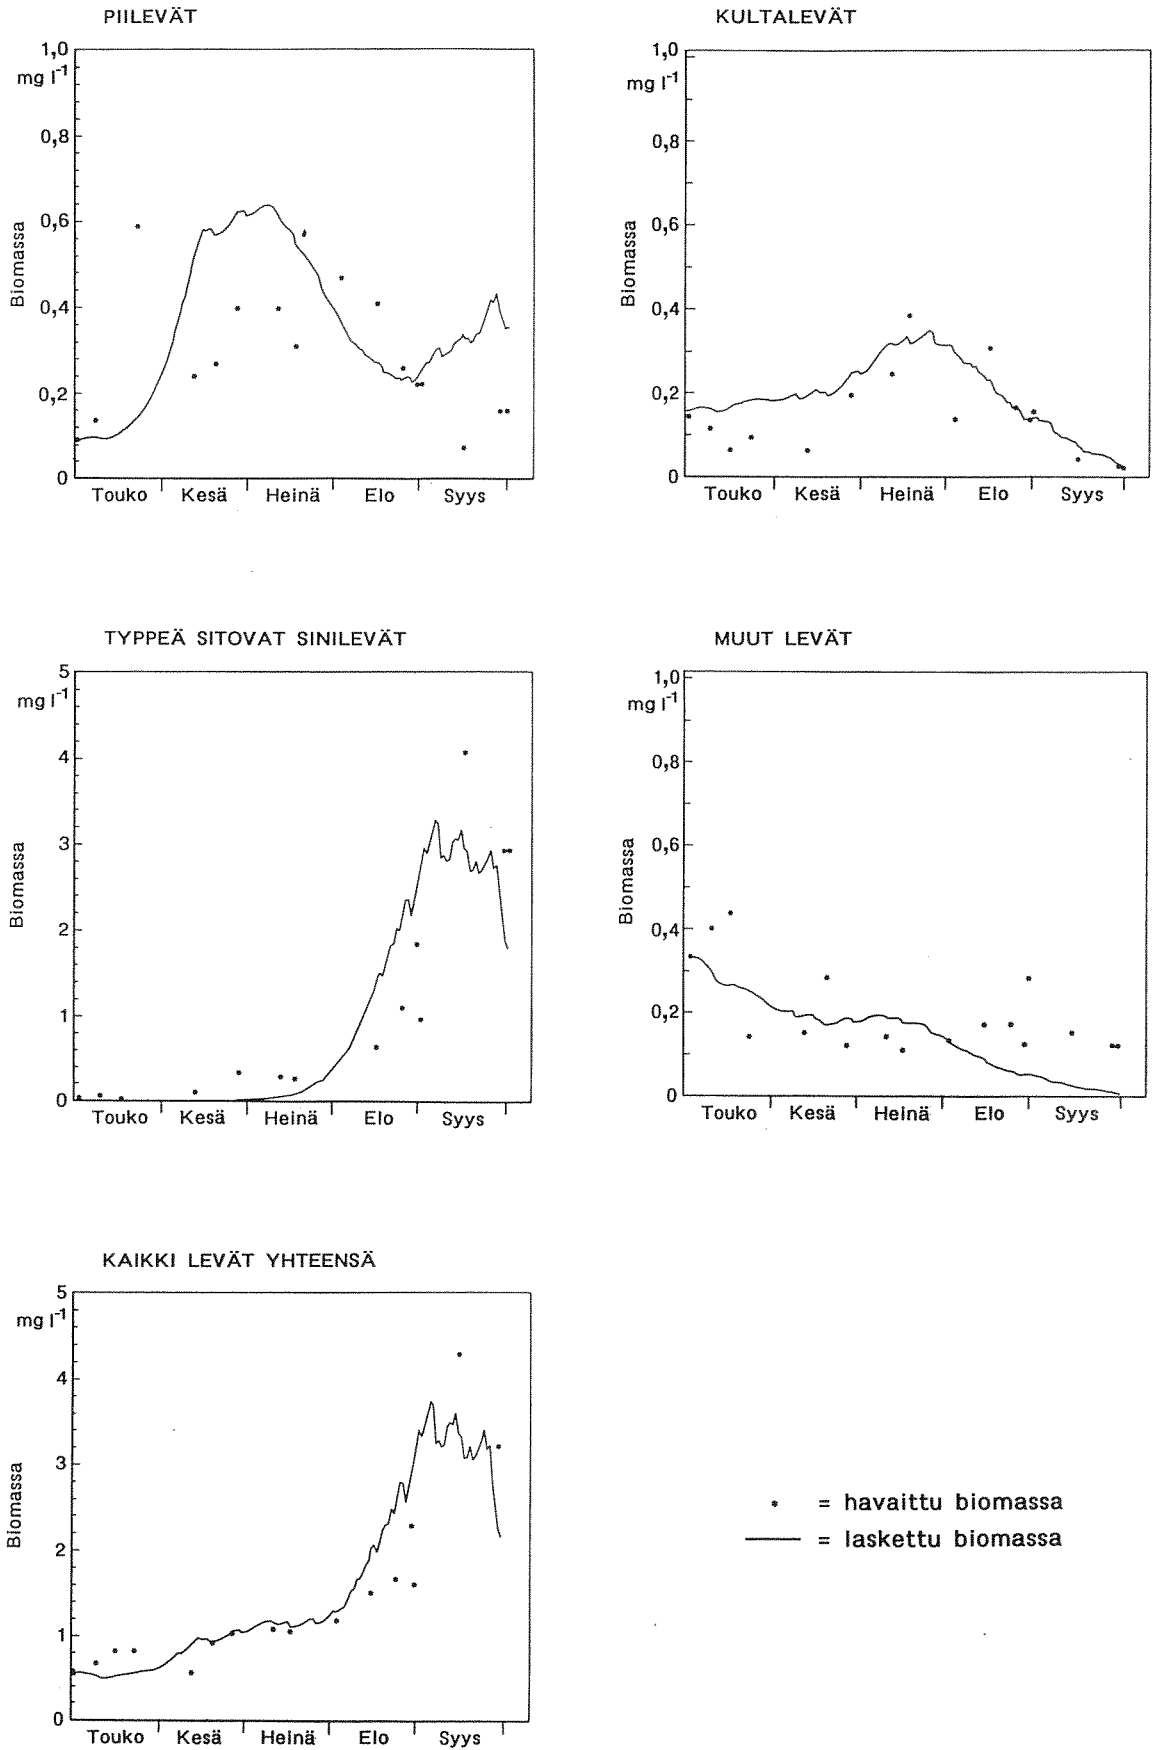 PIILEVÄT
1,0
mg l-1
0,8
0,6
0,4
0,2
0
Biomassa
Touko Kesä Heinä Elo Syys
KULTALEVÄT
1,0
mg l-1
0,8
0,6
0,4
0,2
0
Biomassa
Touko Kesä Heinä Elo Syys
TYPPEÄ SITOVAT SINILEVÄT
5
mg l-1
4
3
2
1
0
Biomassa
Touko Kesä Heinä Elo Syys
MUUT LEVÄT
1,0
mg l-1
0,8
0,6
0,4
0,2
0
Biomassa
Touko Kesä Heinä Elo Syys
KAIKKI LEVÄT YHTEENSÄ
5
mg l-1
4
3
2
1
0
Biomassa
Touko Kesä Heinä Elo Syys
* = havaittu biomassa
— = laskettu biomassa